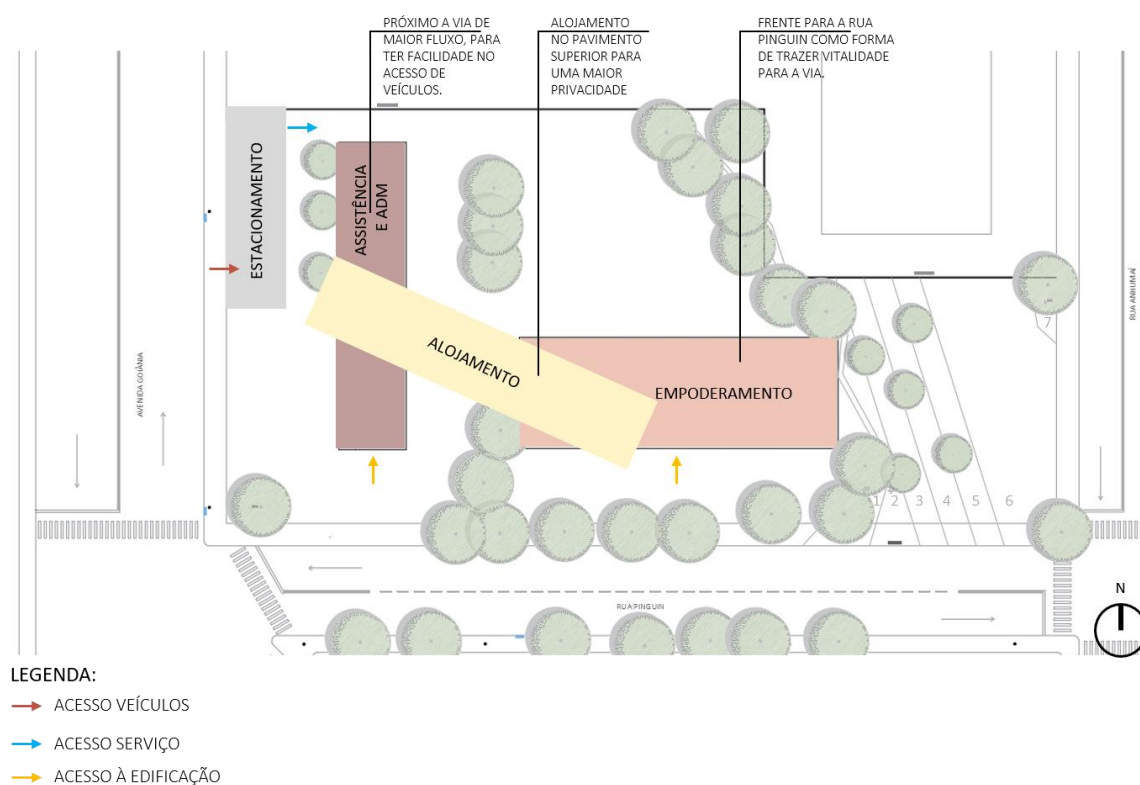 PRÓXIMO A VIA DE
MAIOR FLUXO, PARA
TER FACILIDADE NO
ACESSO DE
VEÍCULOS.
ALOJAMENTO
NO PAVIMENTO
SUPERIOR PARA
UMA MAIOR
PRIVACIDADE
FRENTE PARA A RUA
PINGUIN COMO FORMA
DE TRAZER VITALIDADE
PARA A VIA.
ESTACIONAMENTO
ASSISTÊNCIA
E ADM
ALOJAMENTO
EMPODERAMENTO
AVENIDA GOIÂNIA
RUA PINGUIN
1 2 3 4 5 6
7
N
LEGENDA:
ACESSO VEÍCULOS
ACESSO SERVIÇO
ACESSO À EDIFICAÇÃO